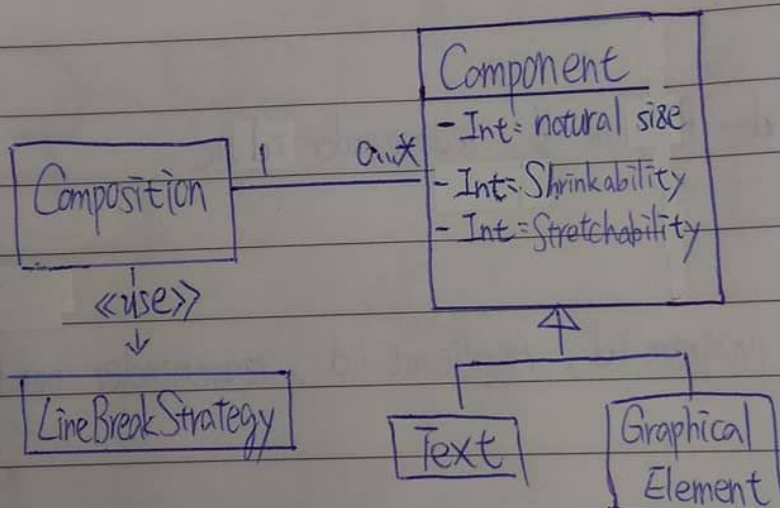 Component
- Int: natural size
- Int: Shrinkability
- Int: Stretchability
Composition
1
0..*
«use»
LineBreakStrategy
Text
Graphical
Element